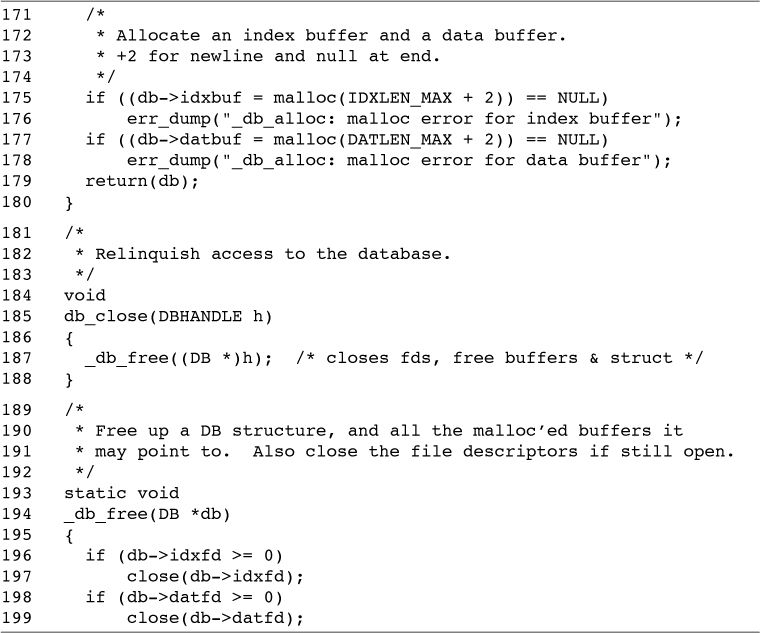 171     /*
172      * Allocate an index buffer and a data buffer.
173      * +2 for newline and null at end.
174      */
175     if ((db->idxbuf = malloc(IDXLEN_MAX + 2)) == NULL)
176         err_dump("_db_alloc: malloc error for index buffer");
177     if ((db->datbuf = malloc(DATLEN_MAX + 2)) == NULL)
178         err_dump("_db_alloc: malloc error for data buffer");
179     return(db);
180   }
181   /*
182    * Relinquish access to the database.
183    */
184   void
185   db_close(DBHANDLE h)
186   {
187     _db_free((DB *)h);  /* closes fds, free buffers & struct */
188   }
189   /*
190    * Free up a DB structure, and all the malloc’ed buffers it
191    * may point to.  Also close the file descriptors if still open.
192    */
193   static void
194   _db_free(DB *db)
195   {
196     if (db->idxfd >= 0)
197         close(db->idxfd);
198     if (db->datfd >= 0)
199         close(db->datfd);